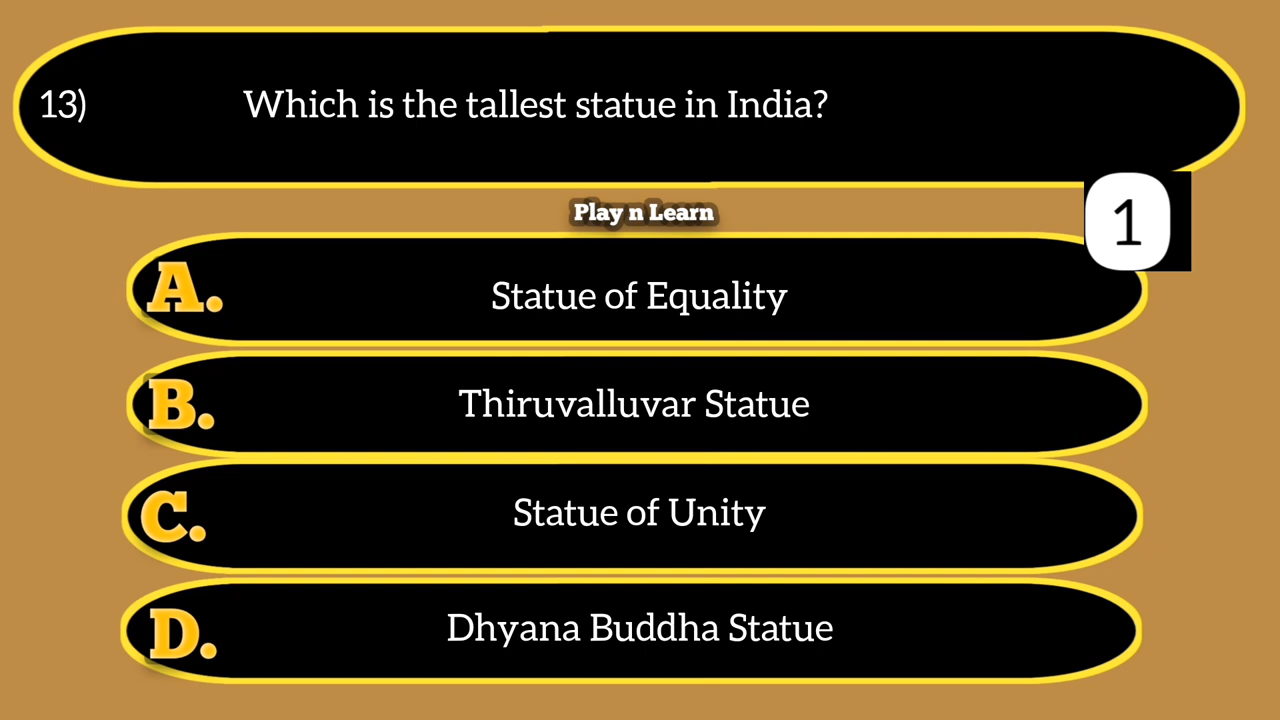 13) Which is the tallest statue in India?
1
Play n Learn
A. Statue of Equality
B. Thiruvalluvar Statue
C. Statue of Unity
D. Dhyana Buddha Statue